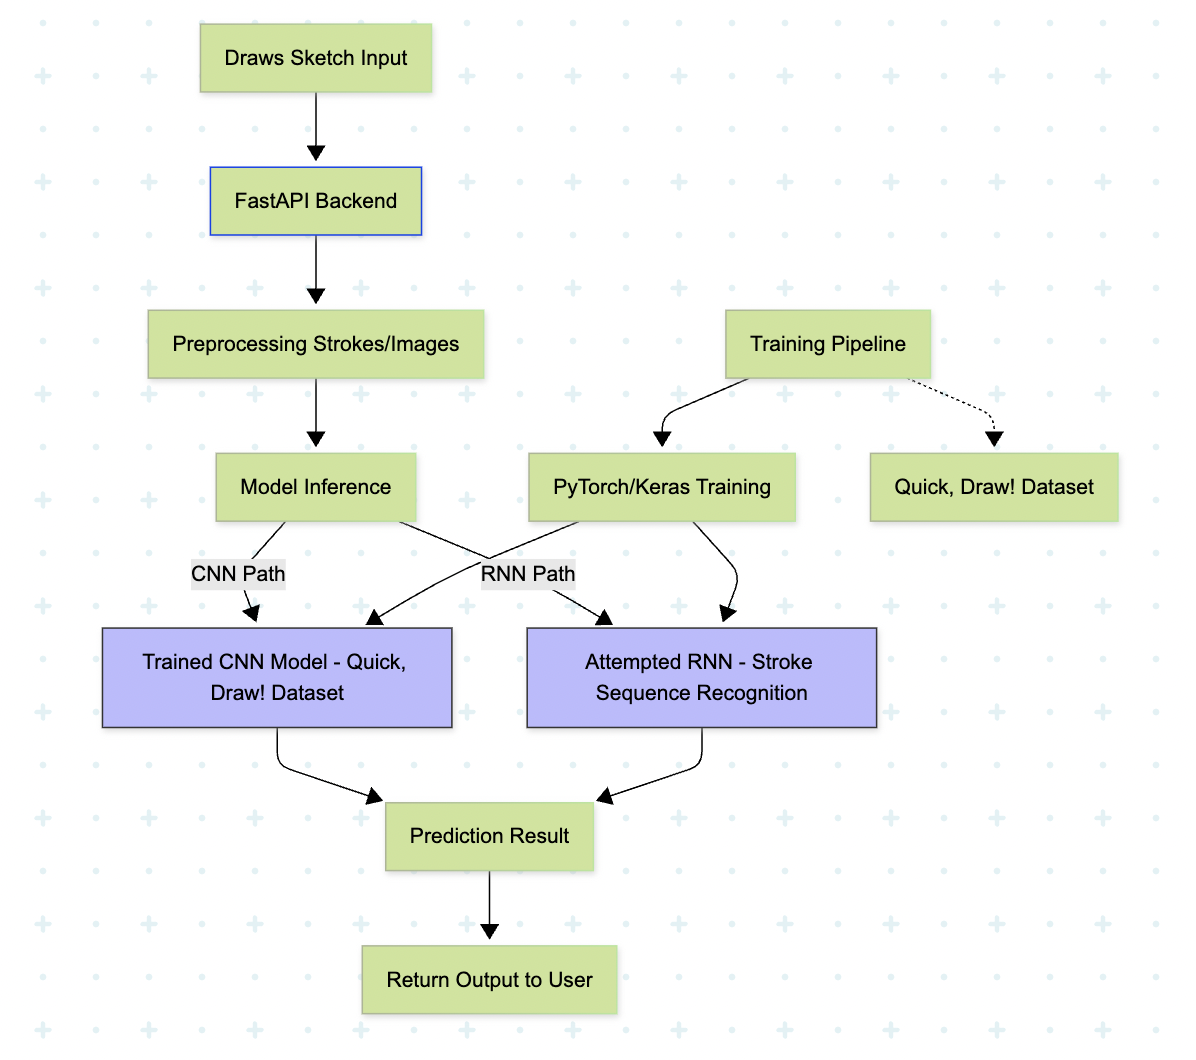 Draws Sketch Input
FastAPI Backend
Preprocessing Strokes/Images
Training Pipeline
Model Inference
PyTorch/Keras Training
Quick, Draw! Dataset
CNN Path
RNN Path
Trained CNN Model - Quick,
Draw! Dataset
Attempted RNN - Stroke
Sequence Recognition
Prediction Result
Return Output to User